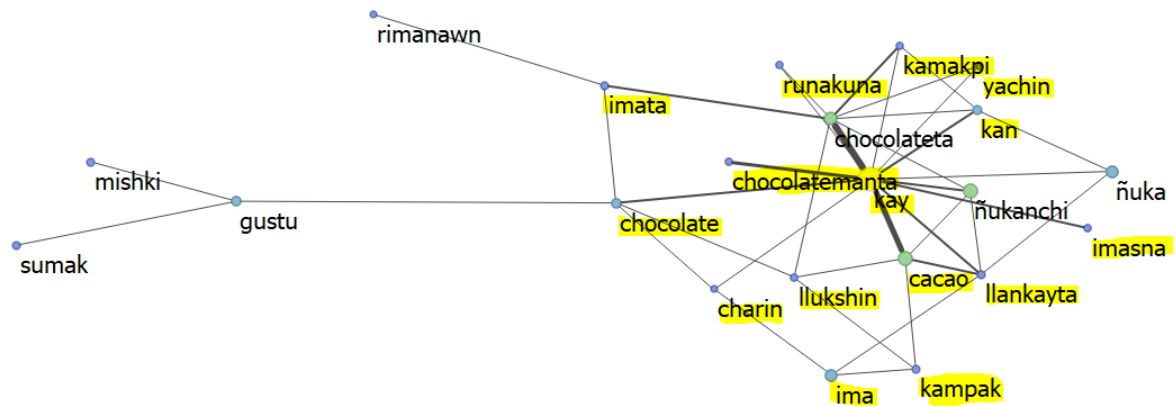 rimanawn
kamakpi
runakuna
yachin
imata
chocolateta
kan
mishki
chocolatemanta
ñuka
kay
ñukanchi
gustu
chocolate
imasna
sumak
cacao
llukshin
llankayta
charin
ima
kampak